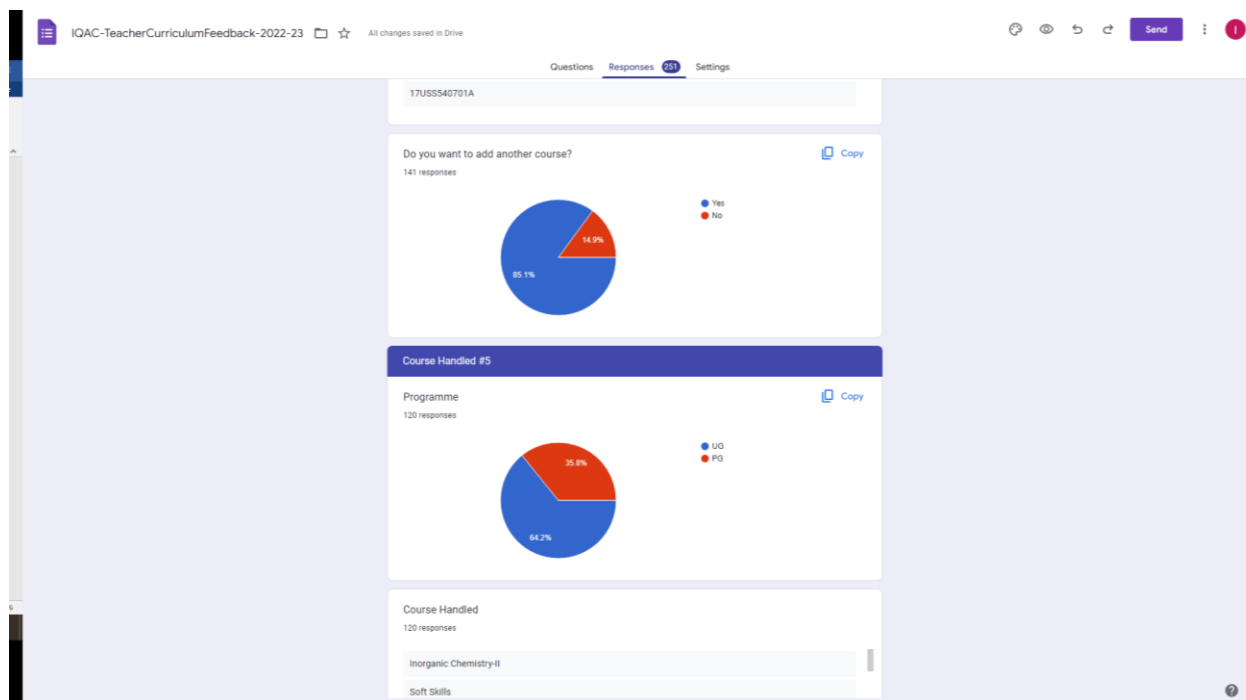 IQAC-TeacherCurriculumFeedback-2022-23 All changes saved in Drive Send I
Questions Responses 251 Settings
17USS540701A
Do you want to add another course? Copy
141 responses
Yes
No
14.9%
85.1%
Course Handled #5
Programme Copy
120 responses
UG
PG
35.8%
64.2%
Course Handled
120 responses
Inorganic Chemistry-II
Soft Skills